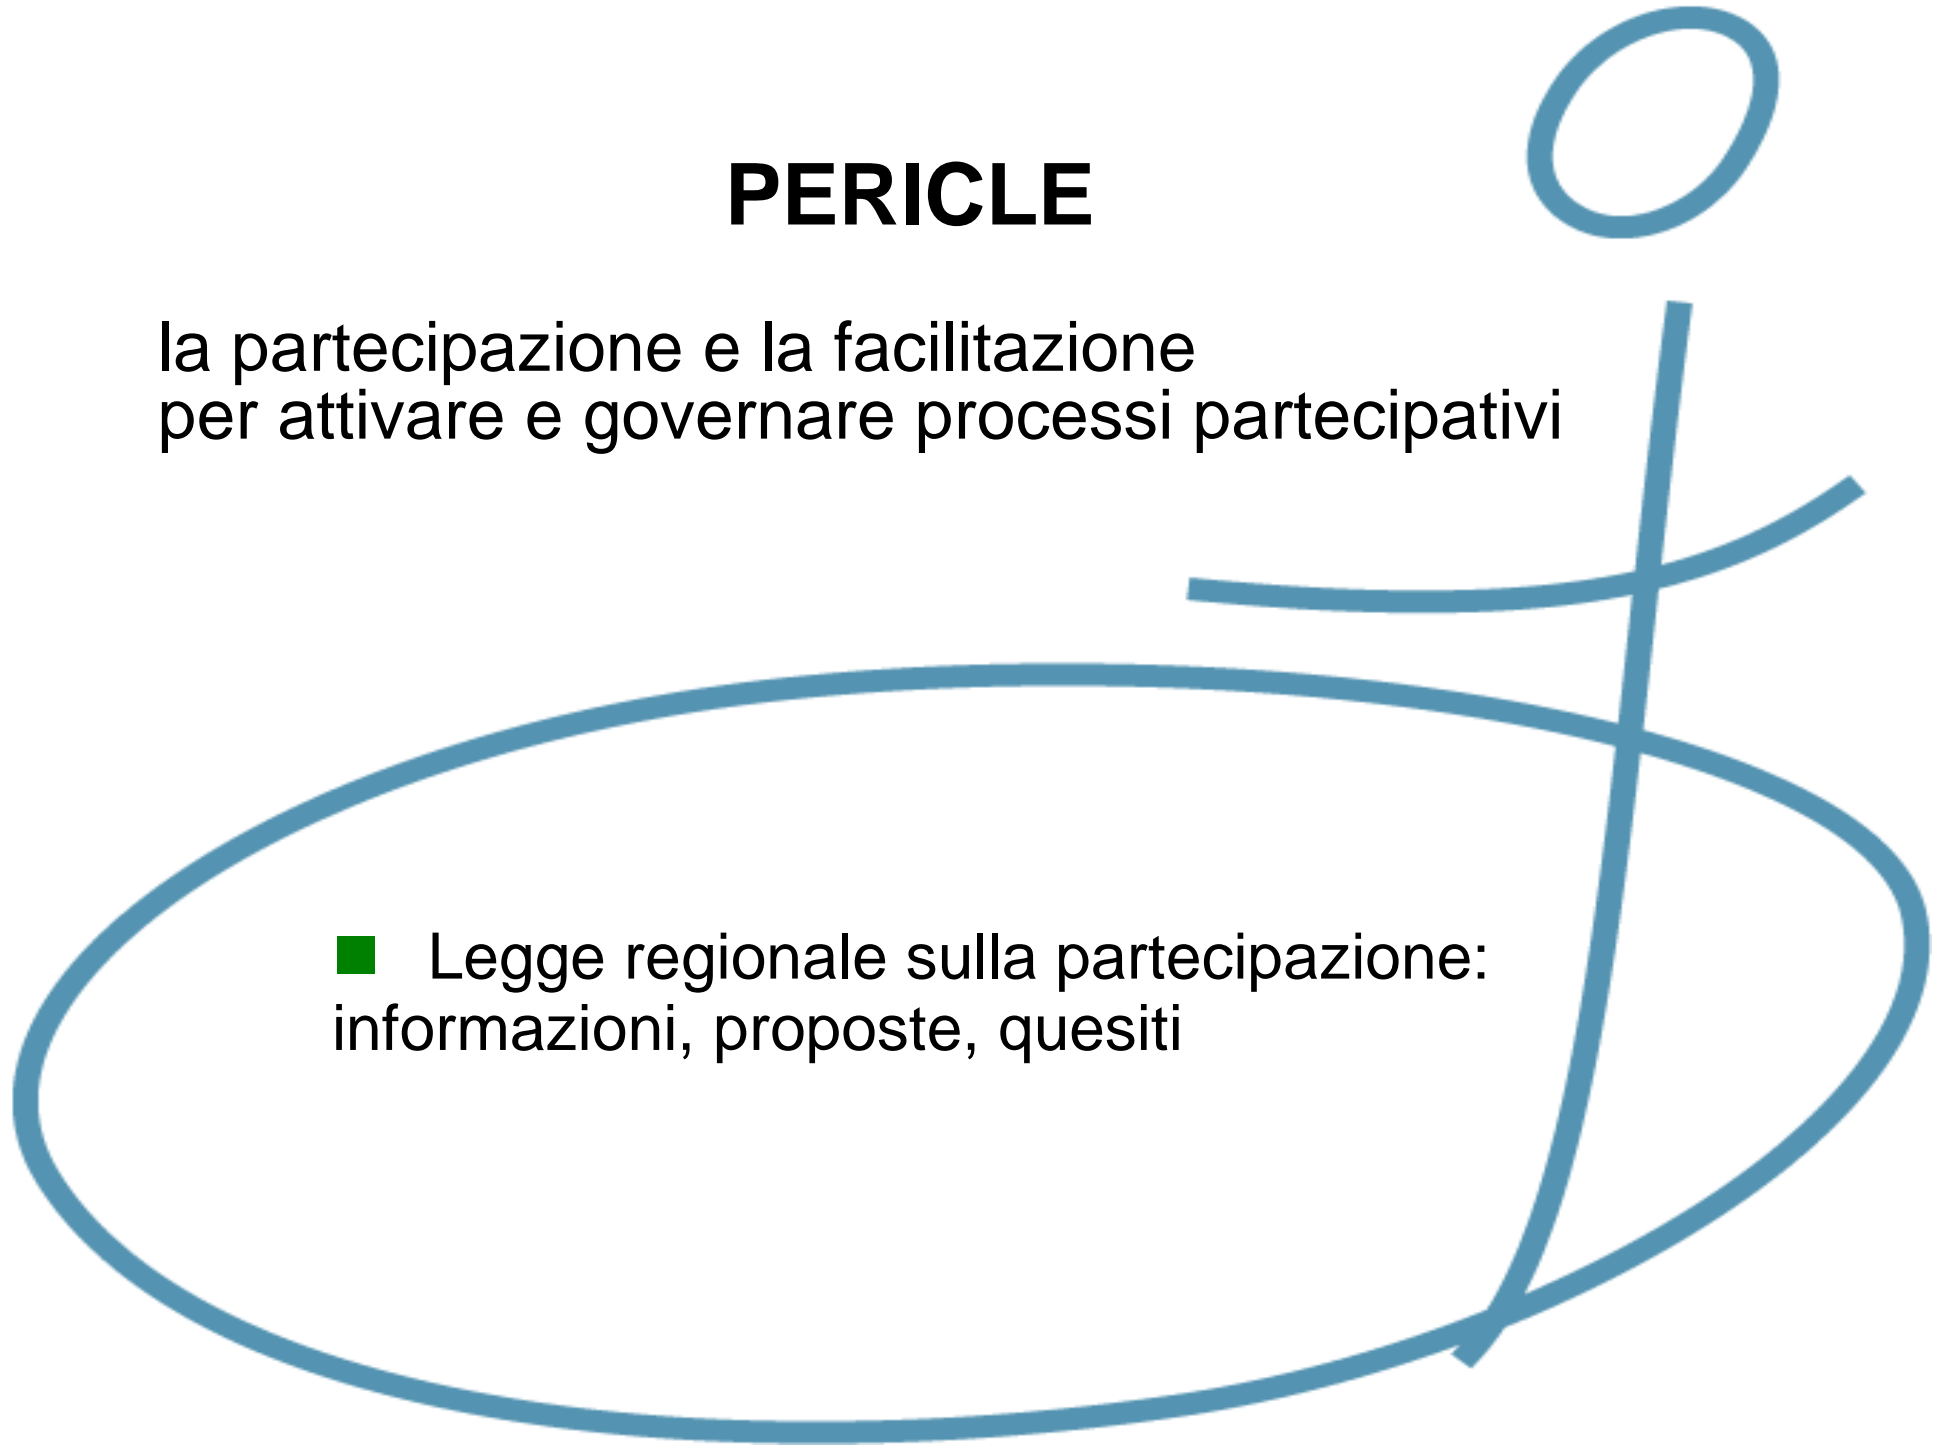 PERICLE
la partecipazione e la facilitazione
per attivare e governare processi partecipativi
Legge regionale sulla partecipazione:
informazioni, proposte, quesiti